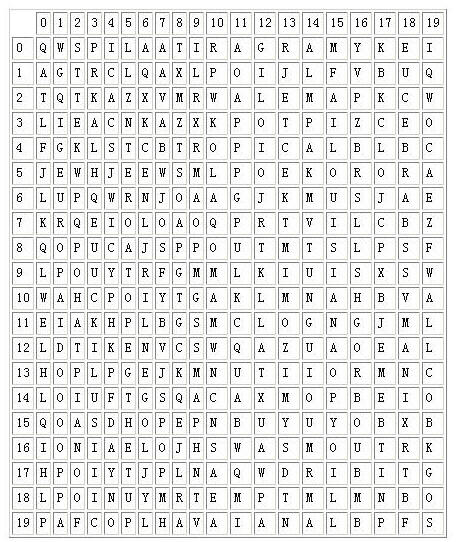 0 1 2 3 4 5 6 7 8 9 10 11 12 13 14 15 16 17 18 19
0 Q W S P I L A A T I R A G R A M Y K E I
1 A G T R C L Q A X L P O I J L F V B U Q
2 T Q T K A Z X V M R W A L E M A P K C W
3 L I E A C N K A Z X K P O T P I Z C E O
4 F G K L S T C B T R O P I C A L B L B C
5 J E W H J E E W S M L P O E K O R O R A
6 L U P Q W R N J O A A G J K M U S J A E
7 K R Q E I O L O A O Q P R T V I L C B Z
8 Q O P U C A J S P P O U T M T S L P S F
9 L P O U Y T R F G M M L K I U I S X S W
10 W A H C P O I Y T G A K L M N A H B V A
11 E I A K H P L B G S M C L O G N G J M L
12 L D T I K E N V C S W Q A Z U A O E A L
13 H O P L P G E J K M N U T I I O R M N C
14 L O I U F T G S Q A C A X M O P B E I O
15 Q O A S D H O P E P N B U Y U Y O B X B
16 I O N I A E L O J H S W A S M O U T R K
17 H P O I Y T J P L N A Q W D R I B I T G
18 L P O I N U Y M R T E M P T M L M N B O
19 P A F C O P L H A V A I A N A L B P F S